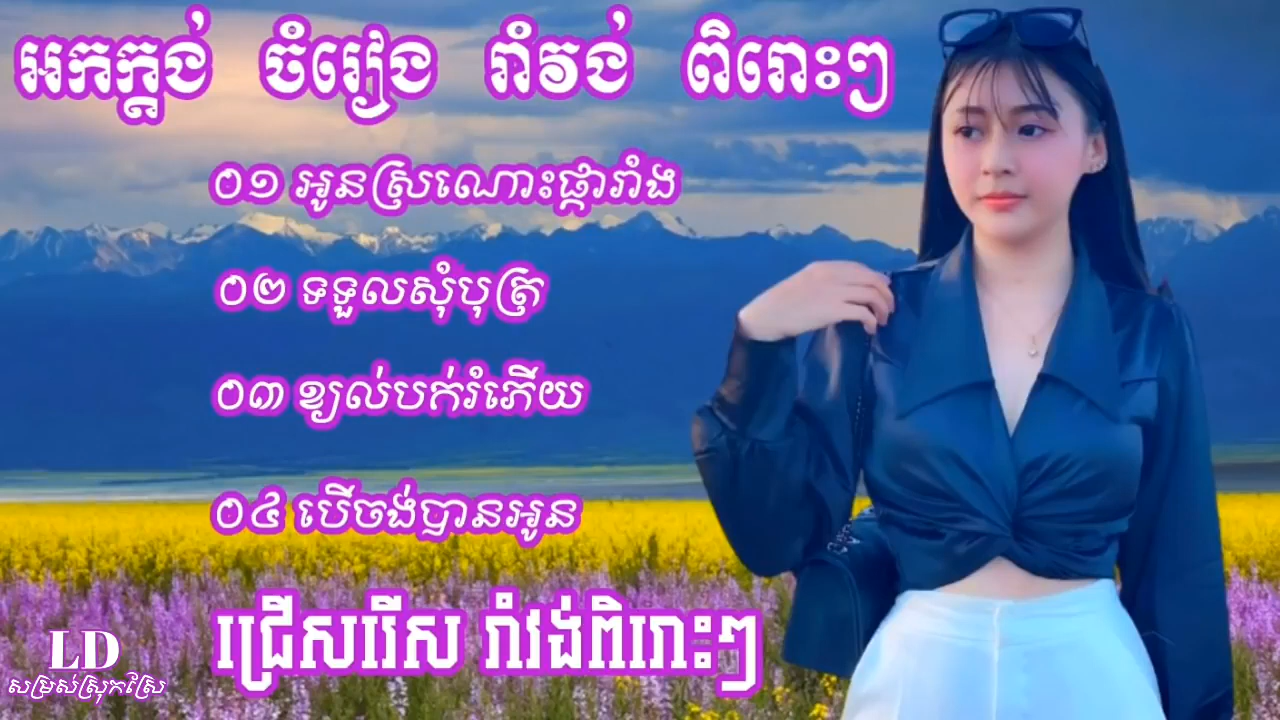 អកក្ដង់ ចំរៀង រាំវង់ ពិរោះៗ
០១ អូនស្រណោះផ្ការាំង
០២ ទទួលសុំបុត្រ
០៣ ខ្យល់បក់រំភើយ
០៤ បើចង់បានអូន
ជ្រើសរើស រាំវង់ពិរោះៗ
LD
សម្រស់ស្រុកស្រែ